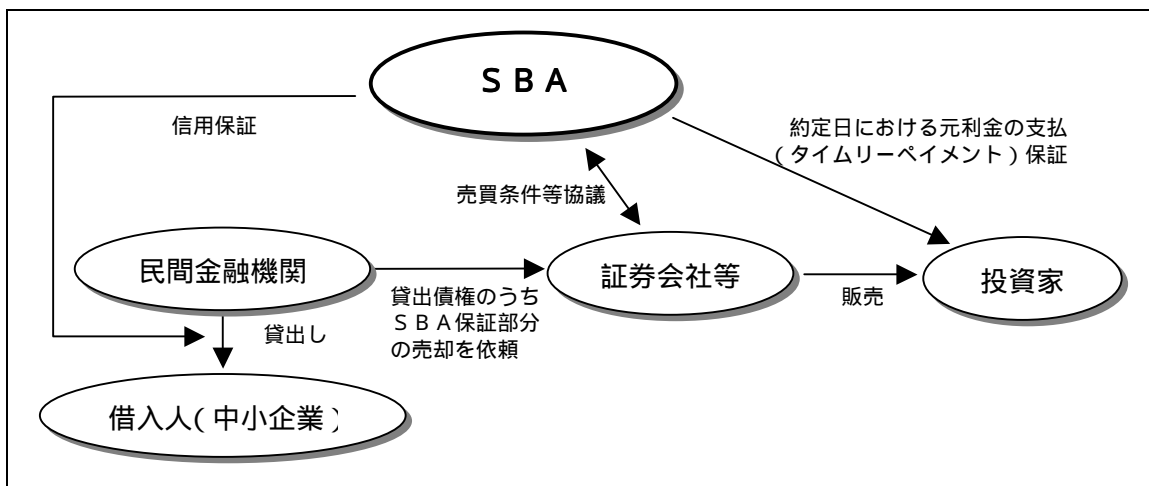 ＳＢＡ
信用保証
約定日における元利金の支払
（タイムリーペイメント）保証
売買条件等協議
民間金融機関
証券会社等
投資家
貸出債権のうち
ＳＢＡ保証部分
の売却を依頼
販売
貸出し
借入人（中小企業）